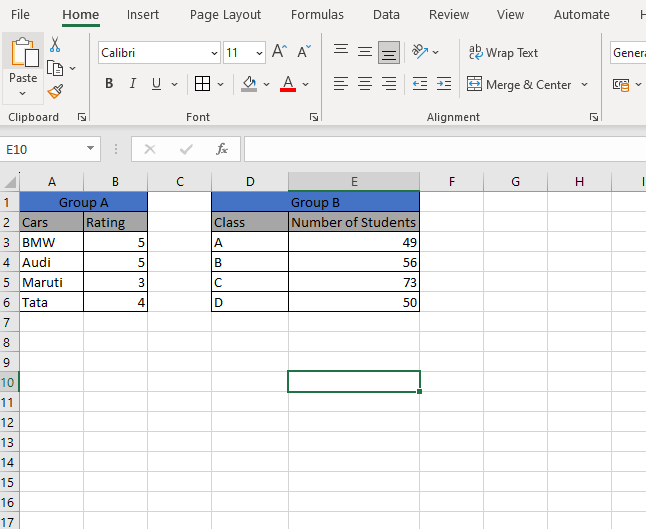 File Home Insert Page Layout Formulas Data Review View Automate H
Calibri 11 A A ab Wrap Text Genera
Paste B I U A Merge & Center
Clipboard Font Alignment
E10 fx
A B C D E F G H I
1 Group A Group B
2 Cars Rating Class Number of Students
3 BMW 5 A 49
4 Audi 5 B 56
5 Maruti 3 C 73
6 Tata 4 D 50
7
8
9
10
11
12
13
14
15
16
17